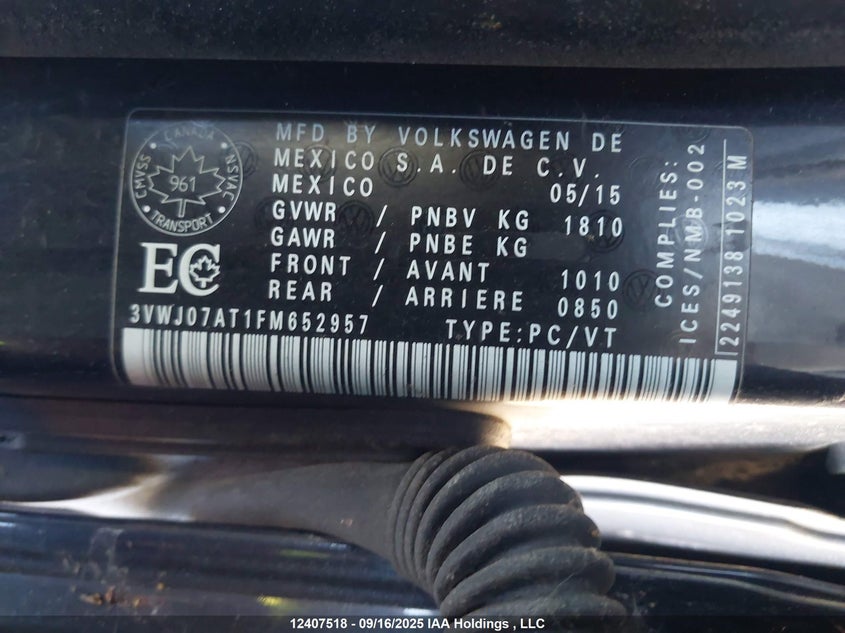 CANADA
CMVSS
NSVAC
961
TRANSPORT
EC
MFD BY VOLKSWAGEN DE
MEXICO S.A. DE C.V.
MEXICO 05/15
GVWR / PNBV KG 1810
GAWR / PNBE KG
FRONT / AVANT 1010
REAR / ARRIERE 0850
3VWJ07AT1FM652957 TYPE:PC/VT
COMPLIES:
ICES/NMB-002
2249138 1023 M
12407518 - 09/16/2025 IAA Holdings , LLC